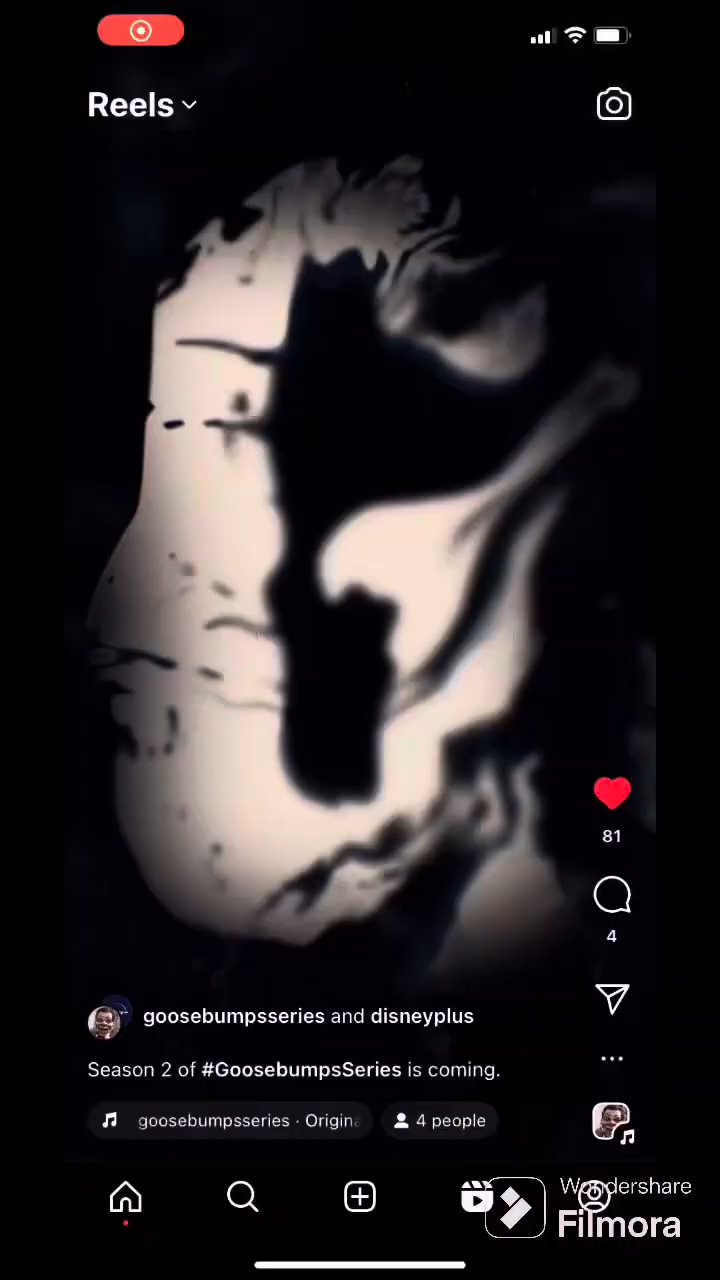 Reels
81
4
goosebumpsseries and disneyplus
Season 2 of #GoosebumpsSeries is coming.
goosebumpsseries · Origina
4 people
Wondershare
Filmora